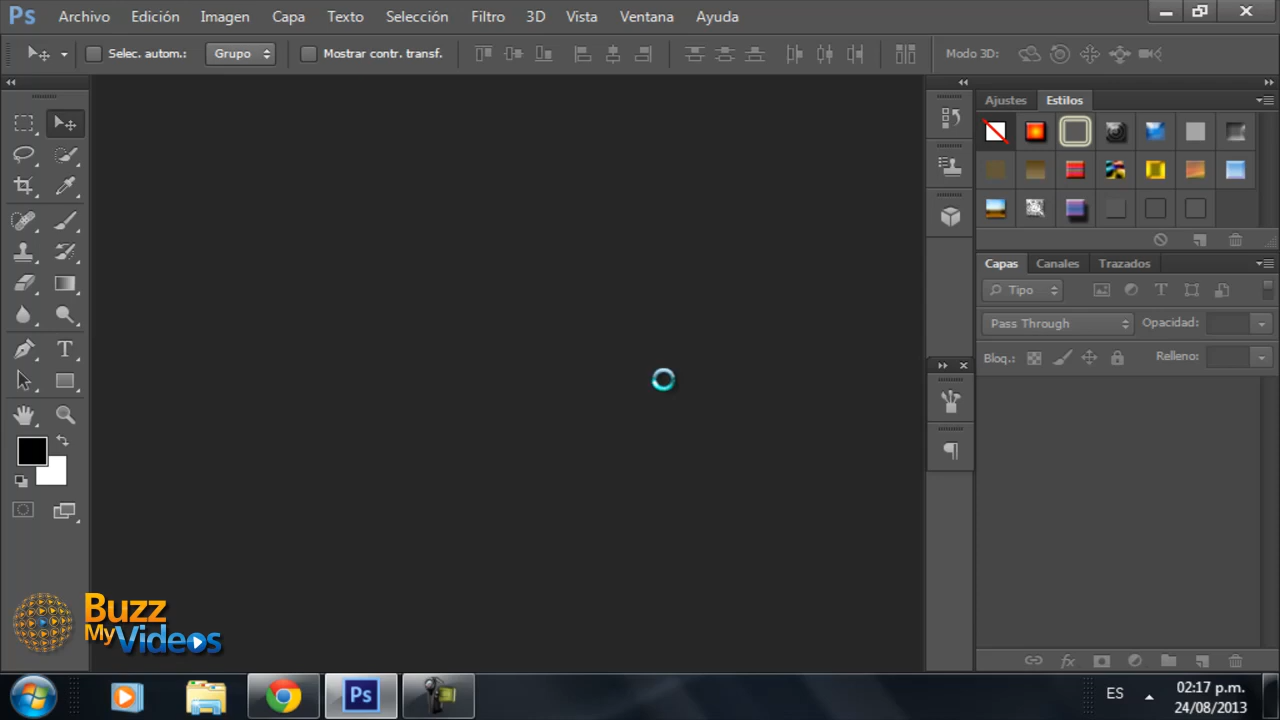 Ps Archivo Edición Imagen Capa Texto Selección Filtro 3D Vista Ventana Ayuda
Selec. autom.: Grupo Mostrar contr. transf. Modo 3D:
Ajustes Estilos
Capas Canales Trazados
Tipo
Pass Through Opacidad:
Bloq.: Relleno:
Buzz
MyVideos
Ps ES 02:17 p.m.
24/08/2013